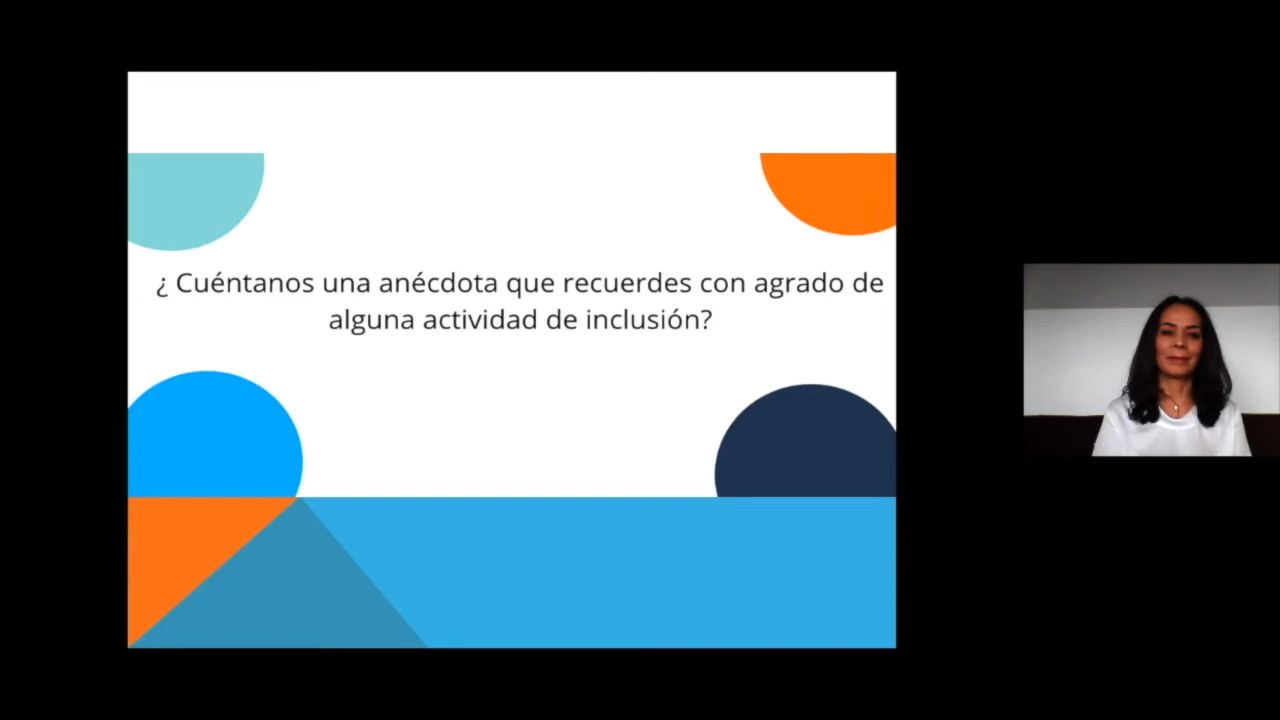 ¿ Cuéntanos una anécdota que recuerdes con agrado de
alguna actividad de inclusión?